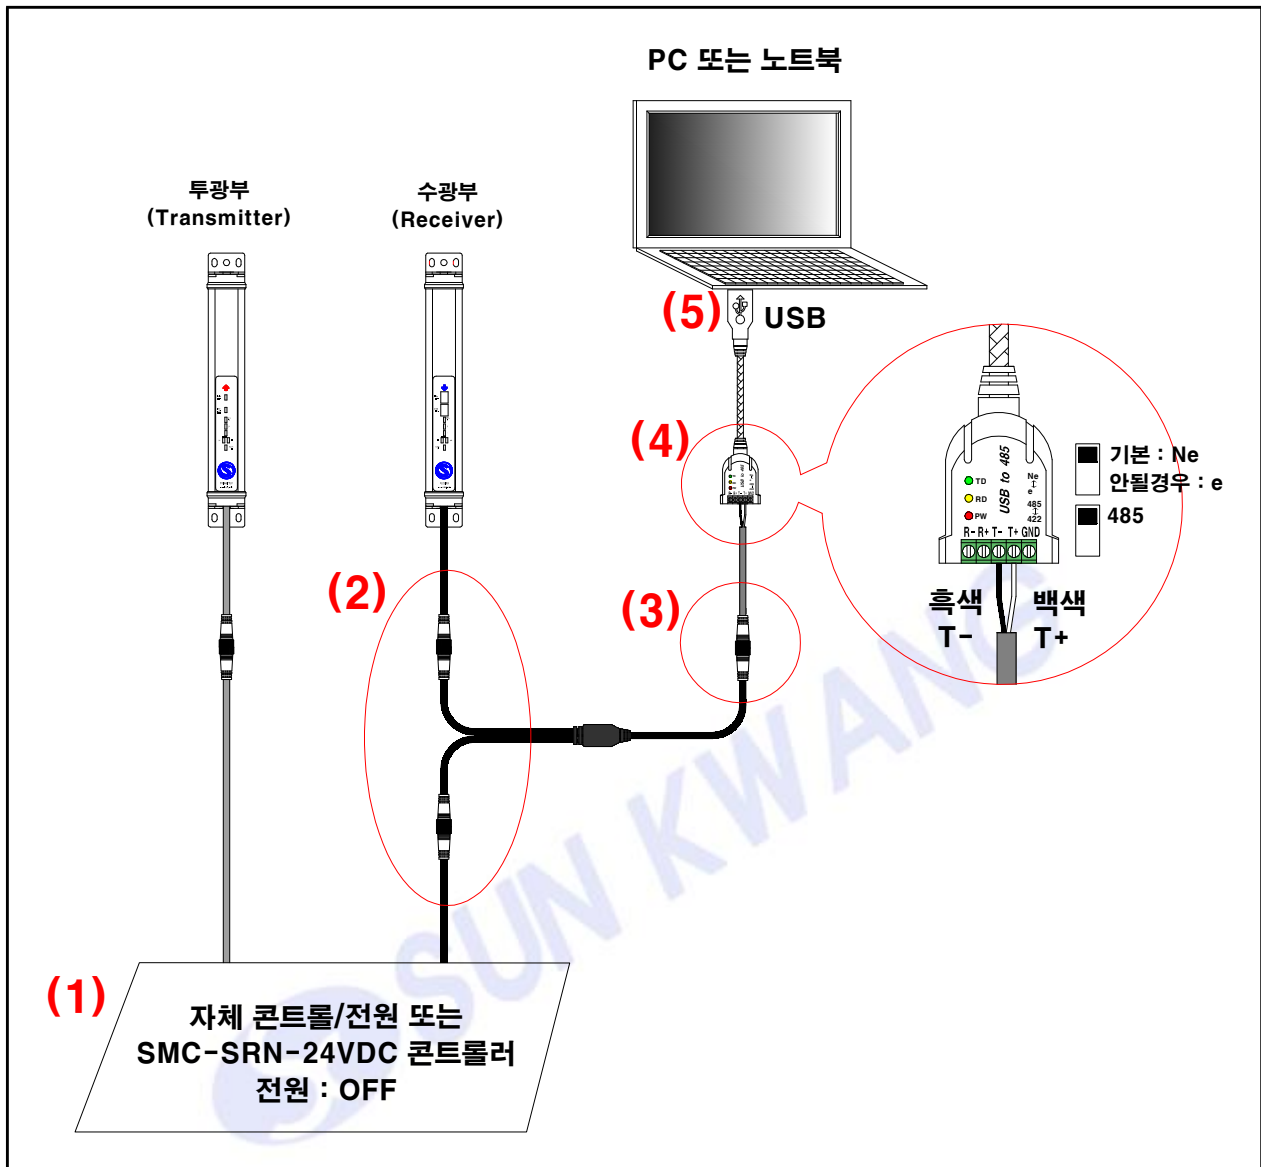 PC 또는 노트북
투광부
(Transmitter)
수광부
(Receiver)
(5)
USB
(4)
USB to 485
TD
RD
PW
Ne
e
485
422
R- R+ T- T+ GND
기본 : Ne
안될경우 : e
485
흑색
T-
백색
T+
(2)
(3)
(1)
자체 콘트롤/전원 또는
SMC-SRN-24VDC 콘트롤러
전원 : OFF
SUN KWANG